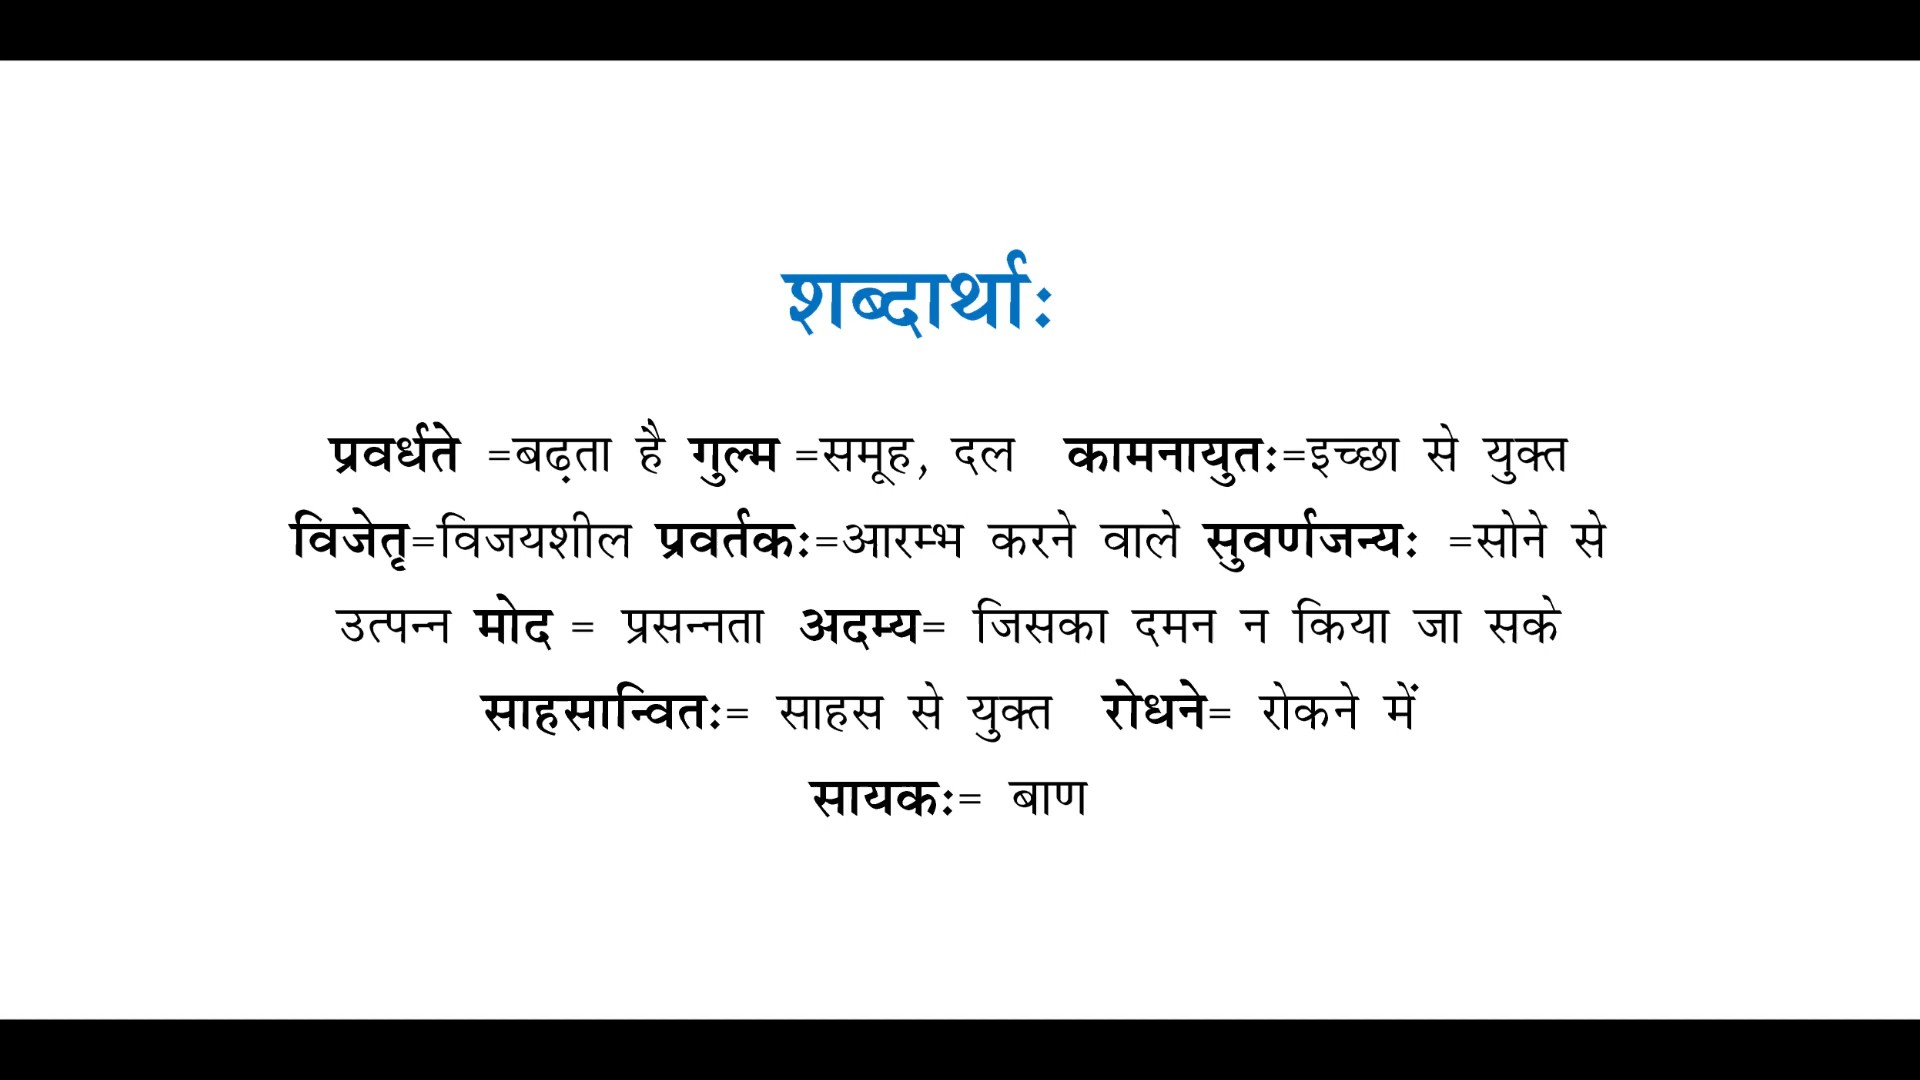 शब्दार्थाः
प्रवर्धते =बढ़ता है गुल्म =समूह, दल कामनायुतः=इच्छा से युक्त
विजेतृ=विजयशील प्रवर्तकः=आरम्भ करने वाले सुवर्णजन्यः =सोने से
उत्पन्न मोद = प्रसन्नता अदम्य= जिसका दमन न किया जा सके
साहसान्वितः= साहस से युक्त रोधने= रोकने में
सायकः= बाण